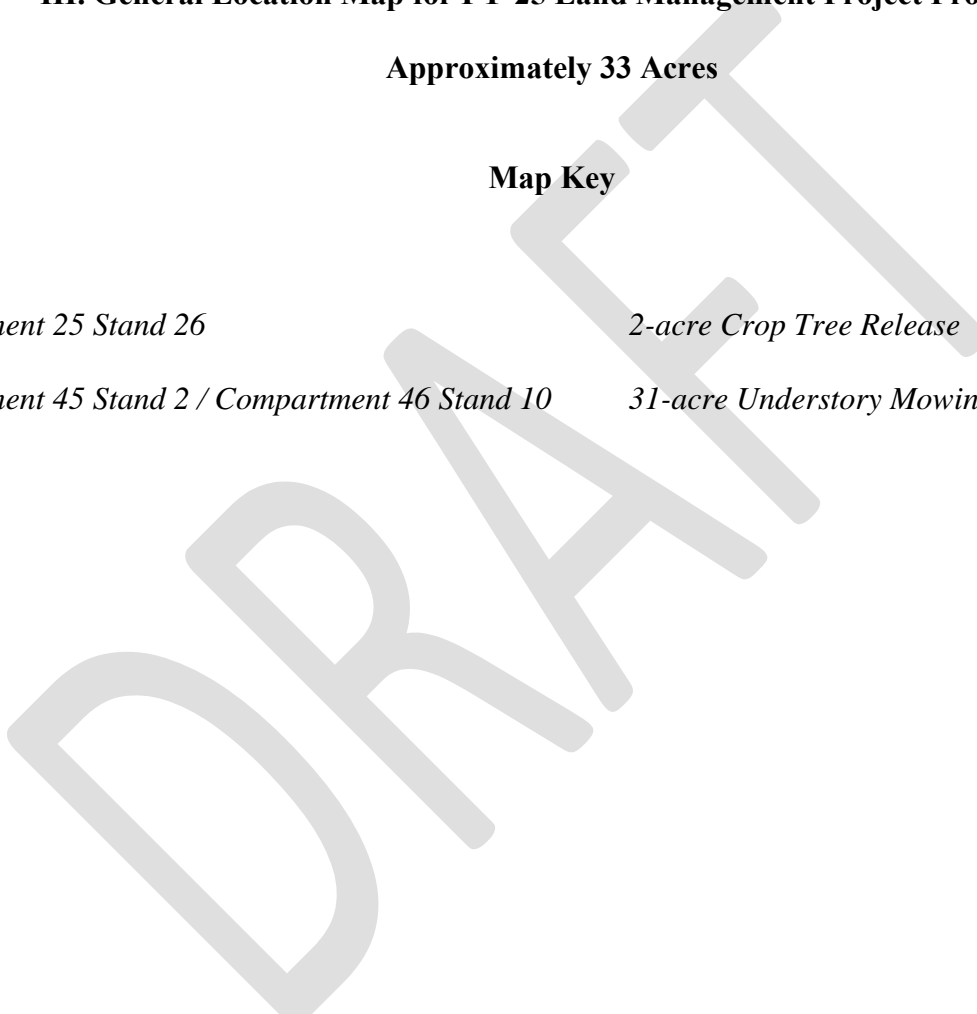 III. General Location Map for FY-25 Land Management Project Pro
Approximately 33 Acres
Map Key
ment 25 Stand 26 2-acre Crop Tree Release
ment 45 Stand 2 / Compartment 46 Stand 10 31-acre Understory Mowin
DRAFT